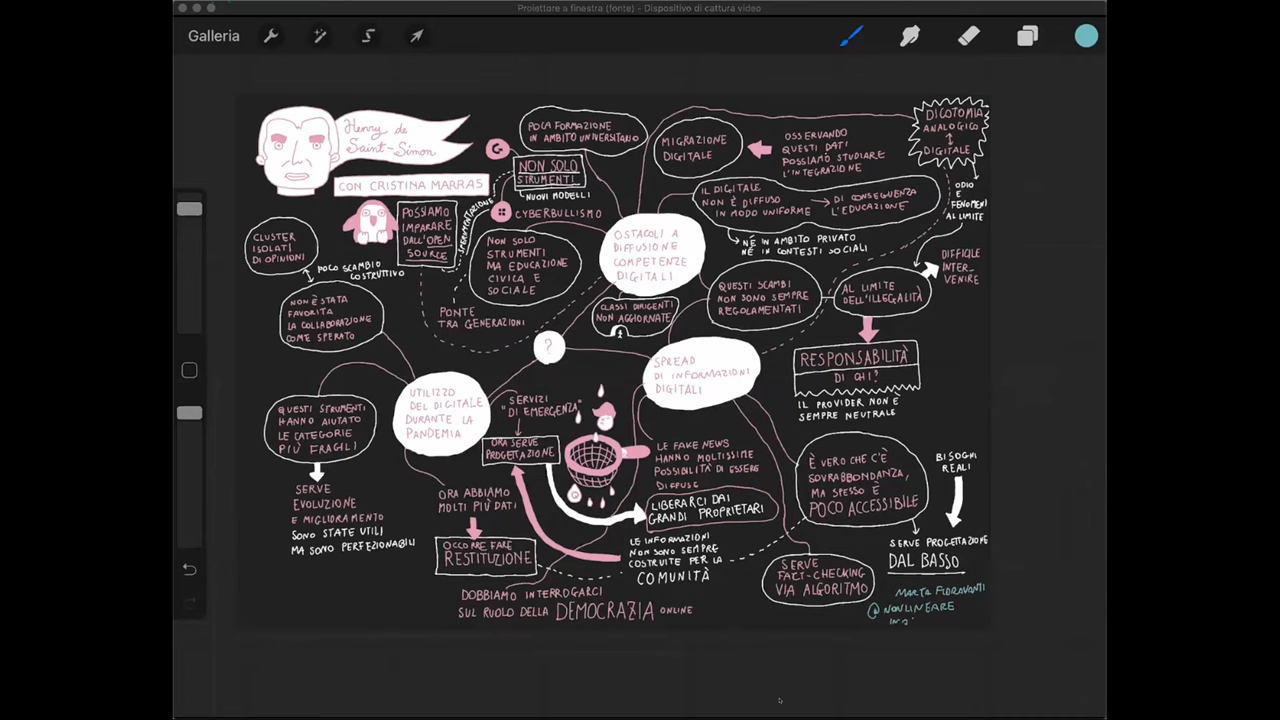 Proiettore a finestra (fonte) - Dispositivo di cattura video
Galleria
Henry de
Saint-Simon
CON CRISTINA MARRAS
POSSIAMO
IMPARARE
DALL'OPEN
SOURCE
SPERIMENTAZIONE
CLUSTER
ISOLATI
DI OPINIONI
POCO SCAMBIO
COSTRUTTIVO
NON È STATA
FAVORITA
LA COLLABORAZIONE
COME SPERATO
POCA FORMAZIONE
IN AMBITO UNIVERSITARIO
NON SOLO
STRUMENTI
NUOVI MODELLI
CYBERBULLISMO
NON SOLO
STRUMENTI
MA EDUCAZIONE
CIVICA E
SOCIALE
PONTE
TRA GENERAZIONI
OSTACOLI A
DIFFUSIONE
COMPETENZE
DIGITALI
CLASSI DIRIGENTI
NON AGGIORNATE
MIGRAZIONE
DIGITALE
OSSERVANDO
QUESTI DATI
POSSIAMO STUDIARE
L'INTEGRAZIONE
DICOTOMIA
ANALOGICO
DIGITALE
ODIO
E
FENOMENI
AL LIMITE
IL DIGITALE
NON È DIFFUSO
IN MODO UNIFORME
DI CONSEGUENZA
L'EDUCAZIONE
NÉ IN AMBITO PRIVATO
NÉ IN CONTESTI SOCIALI
QUESTI SCAMBI
NON SONO SEMPRE
REGOLAMENTATI
AL LIMITE
DELL'ILLEGALITÀ
DIFFICILE
INTER-
VENIRE
RESPONSABILITÀ
DI CHI?
IL PROVIDER NON È
SEMPRE NEUTRALE
?
SPREAD
DI INFORMAZIONI
DIGITALI
UTILIZZO
DEL DIGITALE
DURANTE LA
PANDEMIA
QUESTI STRUMENTI
HANNO AIUTATO
LE CATEGORIE
PIÙ FRAGILI
SERVE
EVOLUZIONE
E MIGLIORAMENTO
SONO STATE UTILI
MA SONO PERFEZIONABILI
SERVIZI
"DI EMERGENZA"
ORA SERVE
PROGETTAZIONE
ORA ABBIAMO
MOLTI PIÙ DATI
OCCORRE FARE
RESTITUZIONE
LE FAKE NEWS
HANNO MOLTISSIME
POSSIBILITÀ DI ESSERE
DIFFUSE
LIBERARCI DAI
GRANDI PROPRIETARI
LE INFORMAZIONI
NON SONO SEMPRE
COSTRUITE PER LA
COMUNITÀ
DOBBIAMO INTERROGARCI
SUL RUOLO DELLA DEMOCRAZIA ONLINE
È VERO CHE C'È
SOVRABBONDANZA,
MA SPESSO È
POCO ACCESSIBILE
BISOGNI
REALI
SERVE PROGETTAZIONE
DAL BASSO
SERVE
FACT-CHECKING
VIA ALGORITMO
MARTA FIORAVANTI
@NONLINEARE